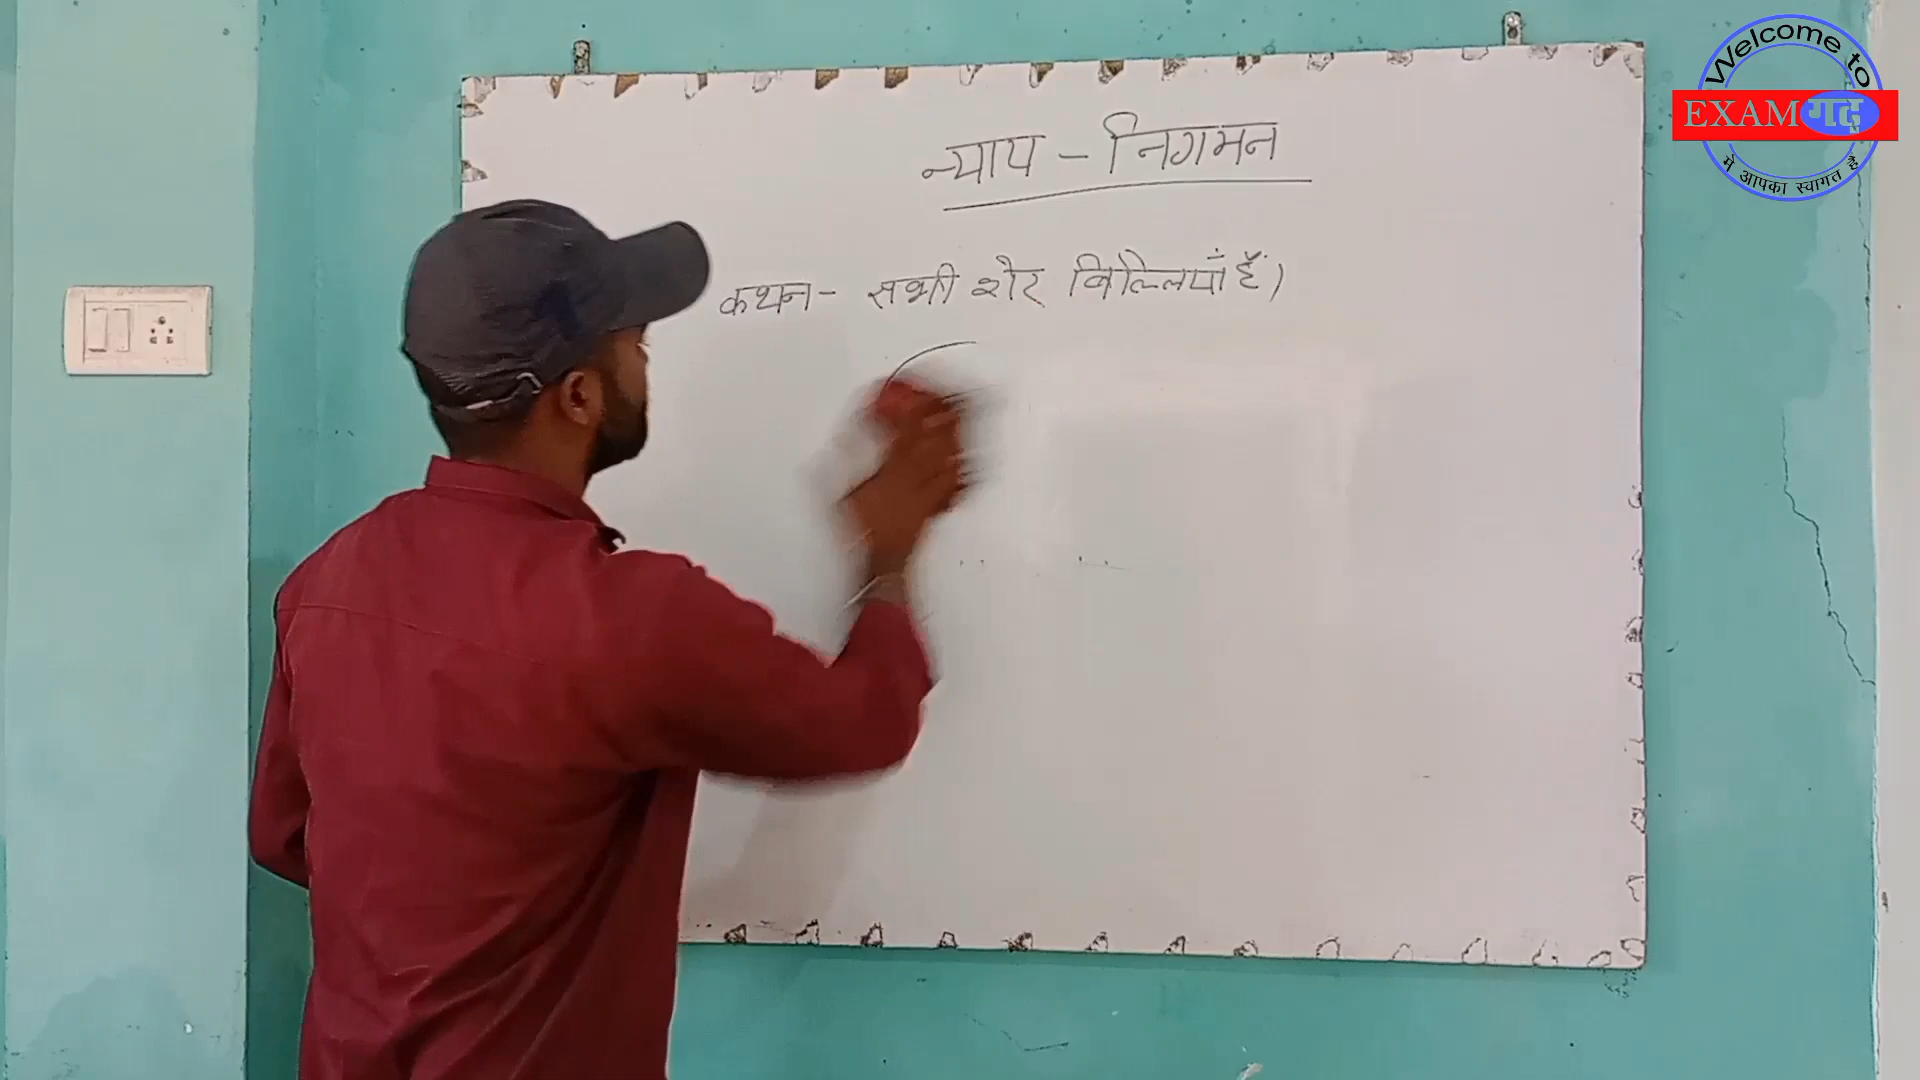 न्याय - निगमन
कथन - सभी शेर बिल्लियाँ हैं।
Welcome to
EXAMगढ़
में आपका स्वागत है